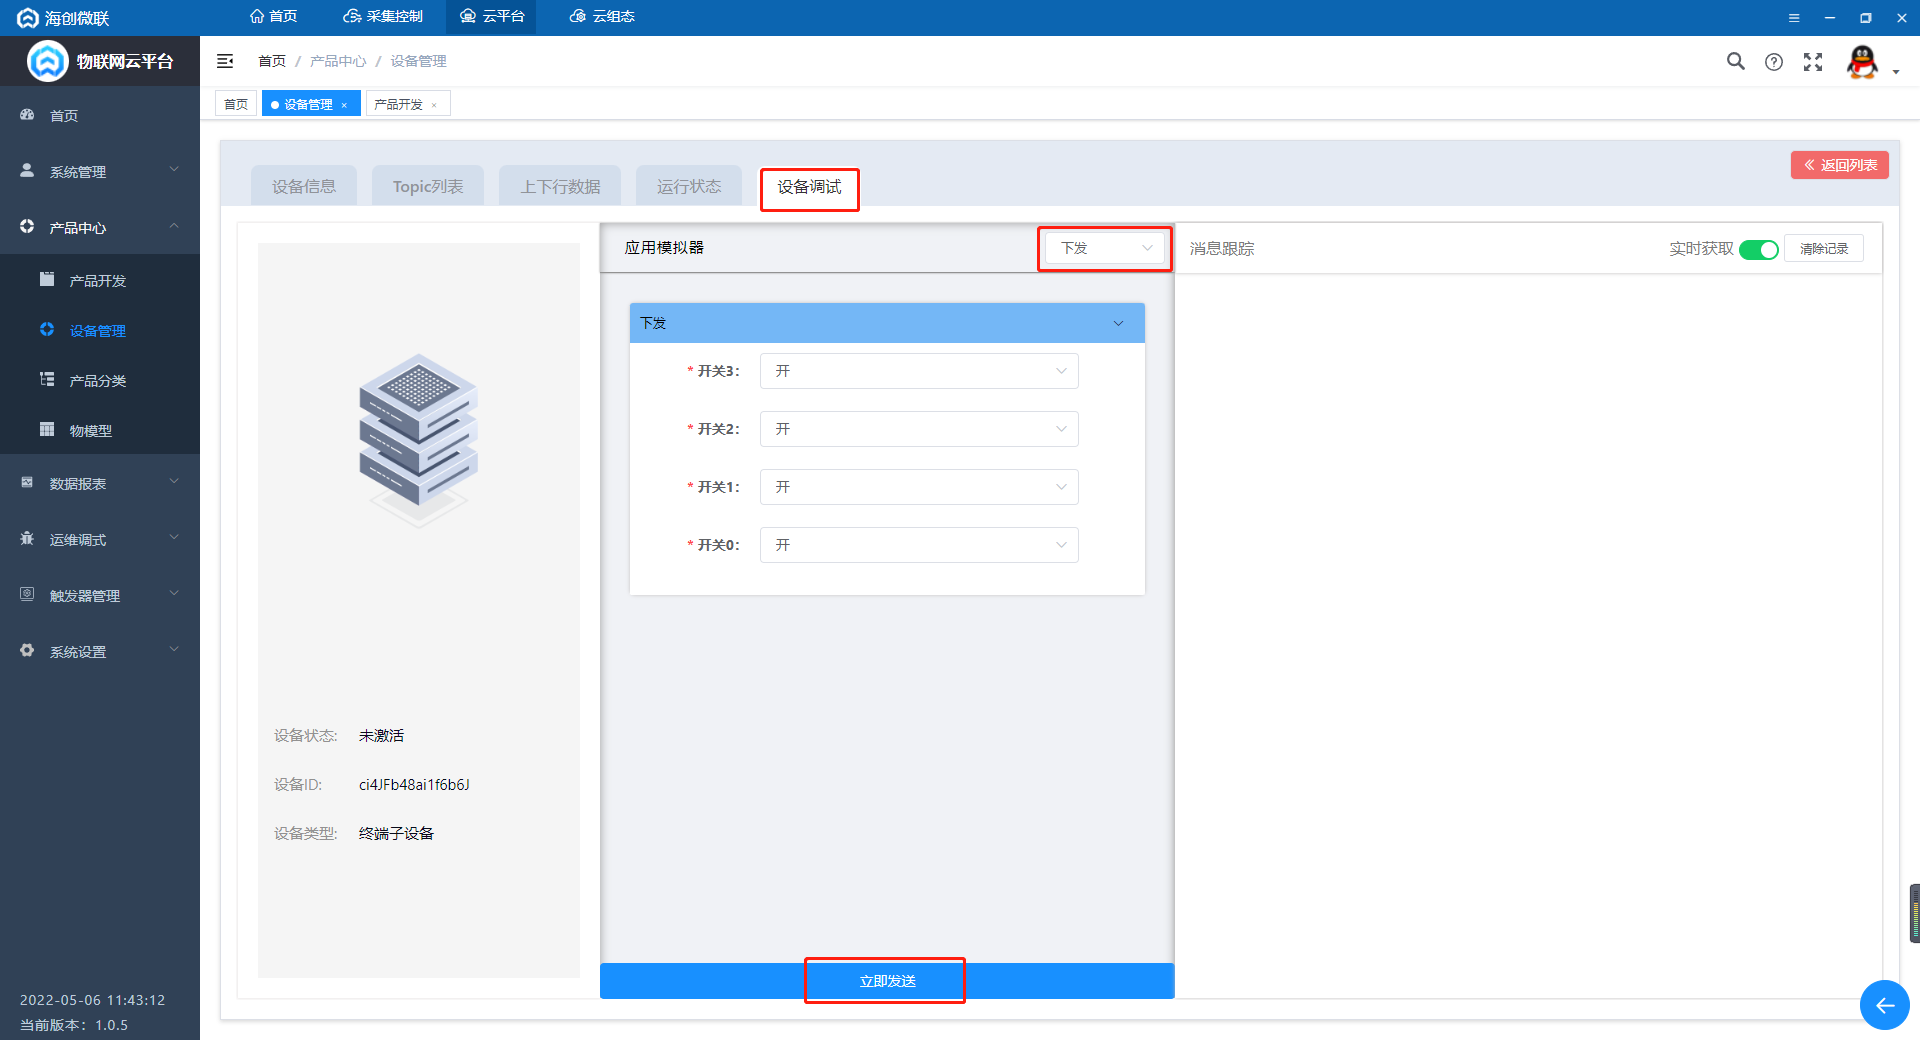 海创微联
首页
采集控制
云平台
云组态
物联网云平台
首页 / 产品中心 / 设备管理
首页
设备管理 ×
产品开发 ×
首页
系统管理
产品中心
产品开发
设备管理
产品分类
物模型
数据报表
运维调式
触发器管理
系统设置
2022-05-06 11:43:12
当前版本：1.0.5
设备信息
Topic列表
上下行数据
运行状态
设备调试
返回列表
设备状态: 未激活
设备ID: ci4JFb48ai1f6b6J
设备类型: 终端子设备
应用模拟器
下发
下发
* 开关3: 开
* 开关2: 开
* 开关1: 开
* 开关0: 开
立即发送
消息跟踪
实时获取
清除记录